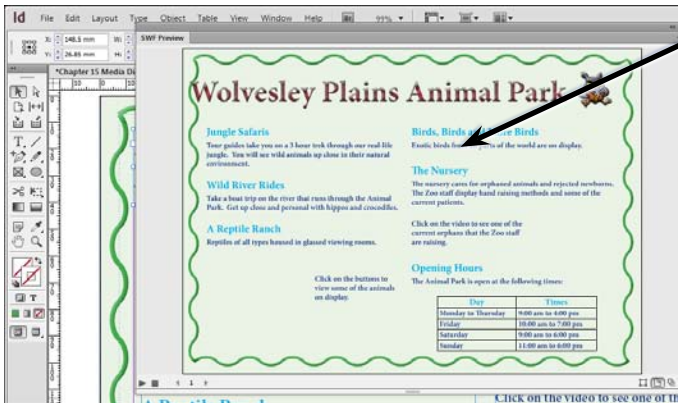 Id File Edit Layout Type Object Table View Window Help 99%
X: 148.5 mm W:
Y: 26.85 mm H:
SWF Preview
*Chapter 15 Media Di
Wolvesley Plains Animal Park
Jungle Safaris
Tour guides take you on a 3 hour trek through our real life
jungle. You will see wild animals up close in their natural
environment.
Wild River Rides
Take a boat trip on the river that runs through the Animal
Park. Get up close and personal with hippos and crocodiles.
A Reptile Ranch
Reptiles of all types housed in glassed viewing rooms.
Click on the buttons to
view some of the animals
on display.
Birds, Birds and More Birds
Exotic birds from parts of the world are on display.
The Nursery
The nursery cares for orphaned animals and rejected newborns.
The Zoo staff display hand raising methods and some of the
current patients.
Click on the video to see one of the
current orphans that the Zoo staff
are raising.
Opening Hours
The Animal Park is open at the following times:
Day Times
Monday to Thursday 9:00 am to 4:00 pm
Friday 10:00 am to 7:00 pm
Saturday 9:00 am to 6:00 pm
Sunday 11:00 am to 6:00 pm
1
A Reptile Ranch
Click on the video to see one of th